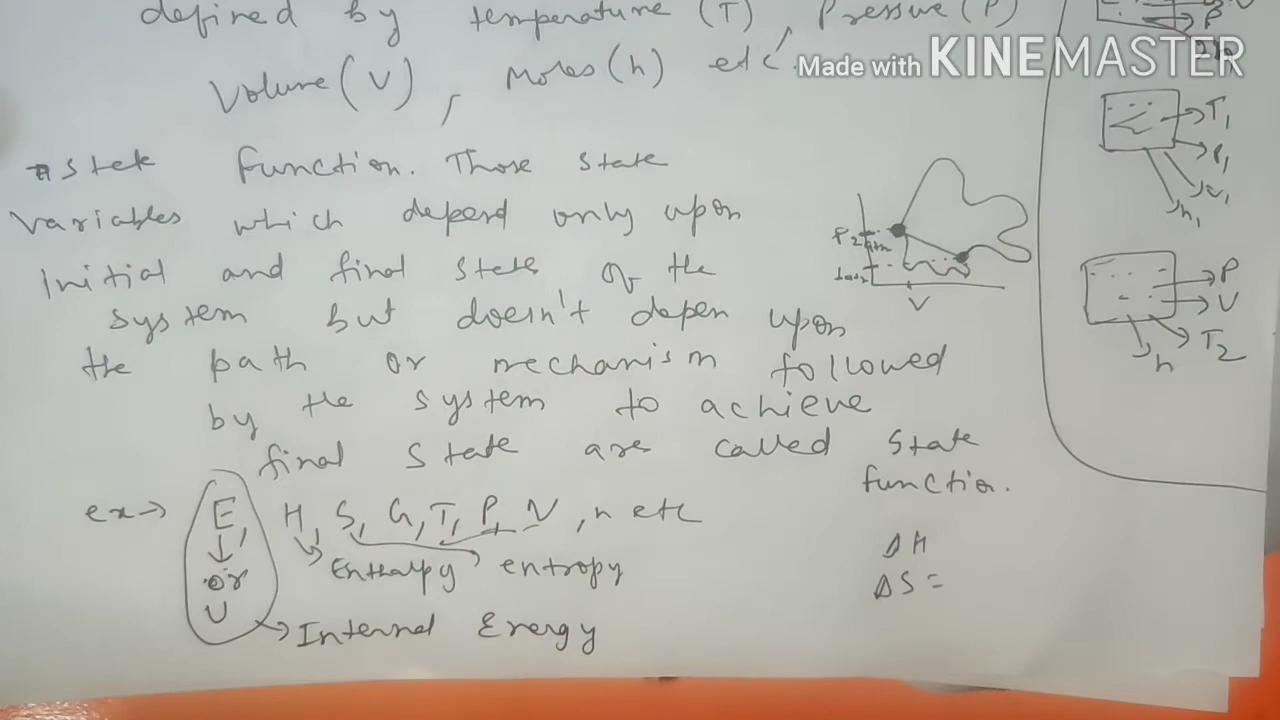 defined by temperature (T), Pressure (P)
Volume (V), Moles (n) etc.
Made with KINEMASTER
State function. Those state
variables which depend only upon
Initial and final state of the
system but doesn't depen upon
the path or mechanism followed
by the system to achieve
final state are called state
function.
ex→ E, H, S, G, T, P, V, n etc
or
U
Enthalpy entropy
Internal Energy
ΔH
ΔS =
P
V
P
T1
P1
V1
n1
P
V
T2
n